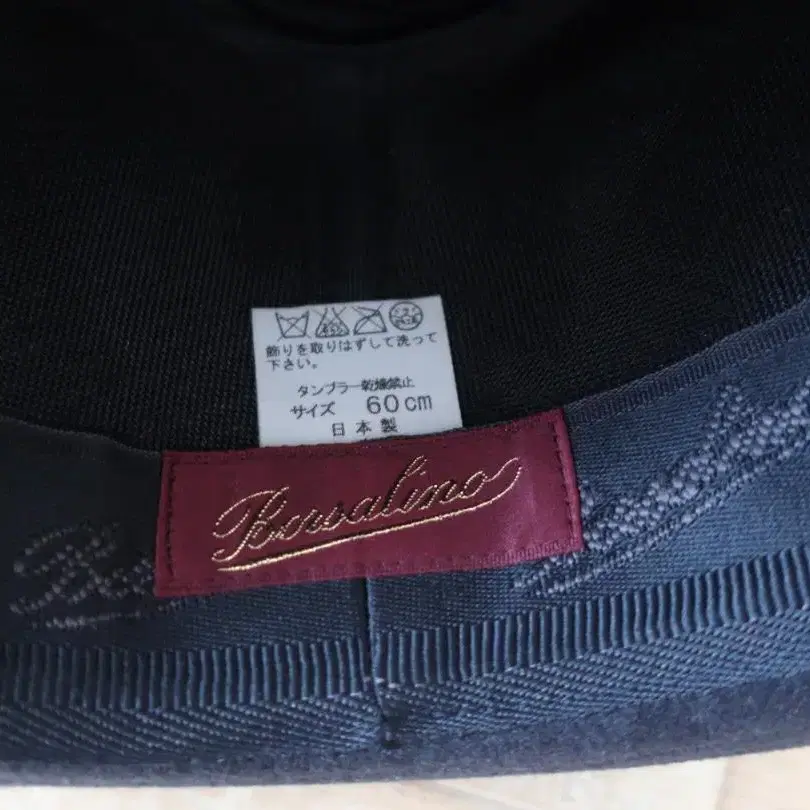 飾りを取りはずして洗って
下さい。
タンブラー乾燥禁止
サイズ 60cm
日本製
Borsalino